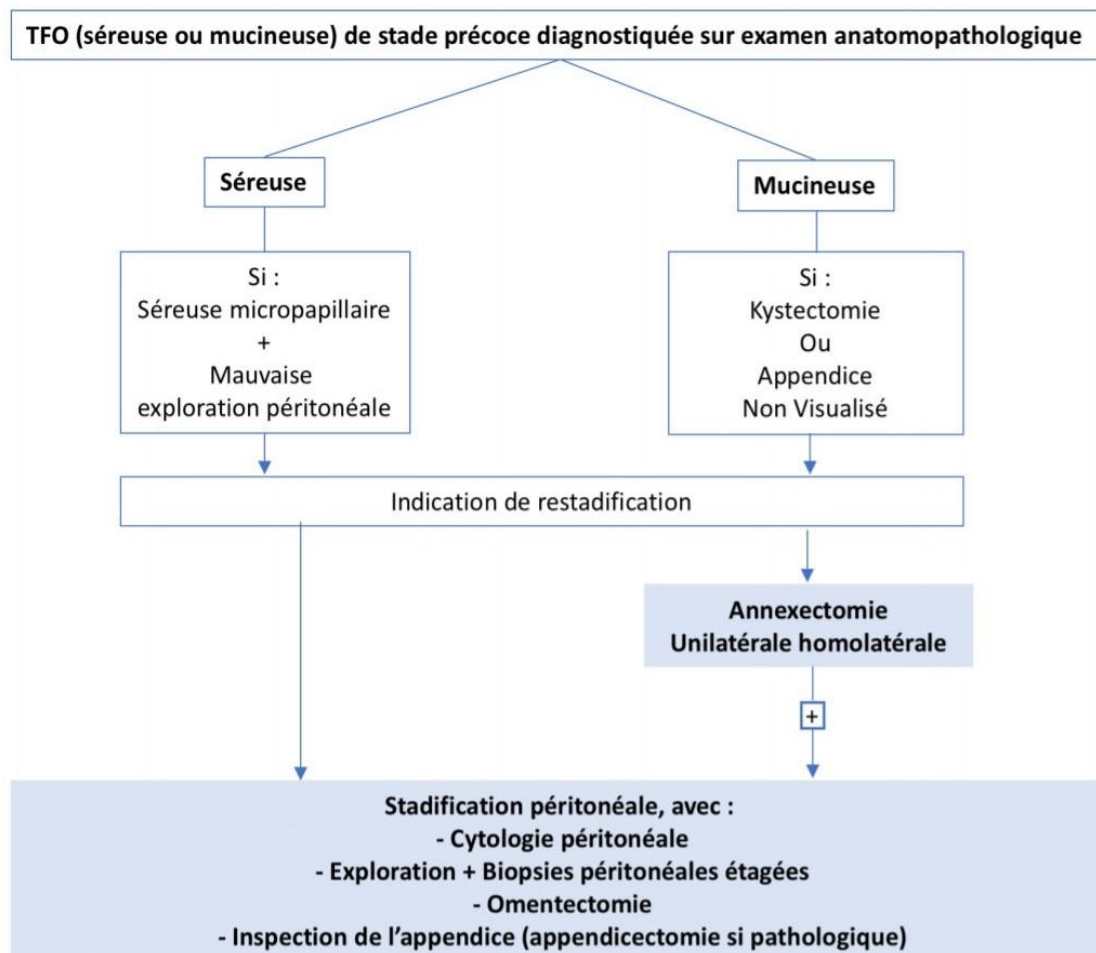 TFO (séreuse ou mucineuse) de stade précoce diagnostiquée sur examen anatomopathologique
Séreuse
Mucineuse
Si :
Séreuse micropapillaire
+
Mauvaise
exploration péritonéale
Si :
Kystectomie
Ou
Appendice
Non Visualisé
Indication de restadification
Annexectomie
Unilatérale homolatérale
+
Stadification péritonéale, avec :
- Cytologie péritonéale
- Exploration + Biopsies péritonéales étagées
- Omentectomie
- Inspection de l’appendice (appendicectomie si pathologique)